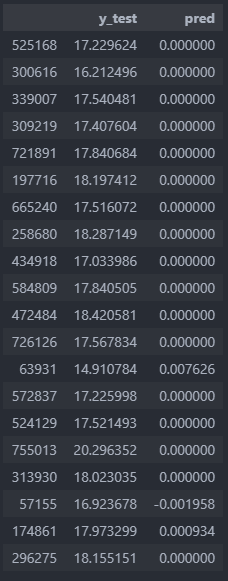 y_test pred
525168 17.229624 0.000000
300616 16.212496 0.000000
339007 17.540481 0.000000
309219 17.407604 0.000000
721891 17.840684 0.000000
197716 18.197412 0.000000
665240 17.516072 0.000000
258680 18.287149 0.000000
434918 17.033986 0.000000
584809 17.840505 0.000000
472484 18.420581 0.000000
726126 17.567834 0.000000
63931 14.910784 0.007626
572837 17.225998 0.000000
524129 17.521493 0.000000
755013 20.296352 0.000000
313930 18.023035 0.000000
57155 16.923678 -0.001958
174861 17.973299 0.000934
296275 18.155151 0.000000